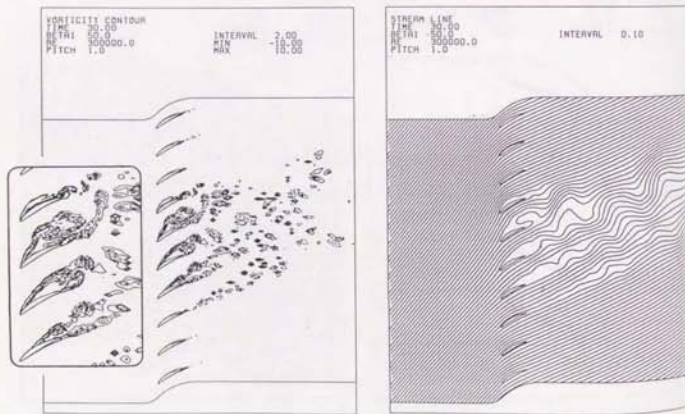 VORTICITY CONTOUR
TIME 30.00
BETA1 50.0 INTERVAL 2.00
RE 300000.0 MIN -10.00
PITCH 1.0 MAX 10.00
STREAM LINE
TIME 30.00
BETA1 50.0 INTERVAL 0.10
RE 300000.0
PITCH 1.0